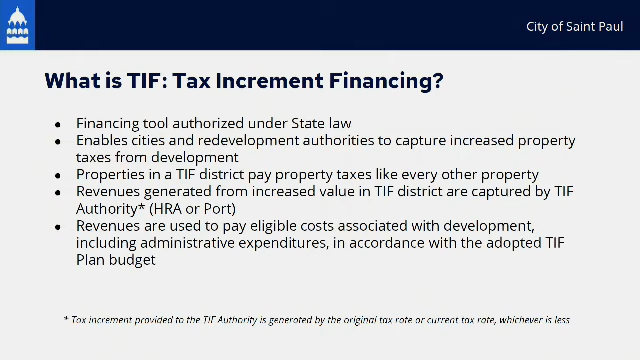 City of Saint Paul
What is TIF: Tax Increment Financing?
● Financing tool authorized under State law
● Enables cities and redevelopment authorities to capture increased property
taxes from development
● Properties in a TIF district pay property taxes like every other property
● Revenues generated from increased value in TIF district are captured by TIF
Authority* (HRA or Port)
● Revenues are used to pay eligible costs associated with development,
including administrative expenditures, in accordance with the adopted TIF
Plan budget
* Tax increment provided to the TIF Authority is generated by the original tax rate or current tax rate, whichever is less